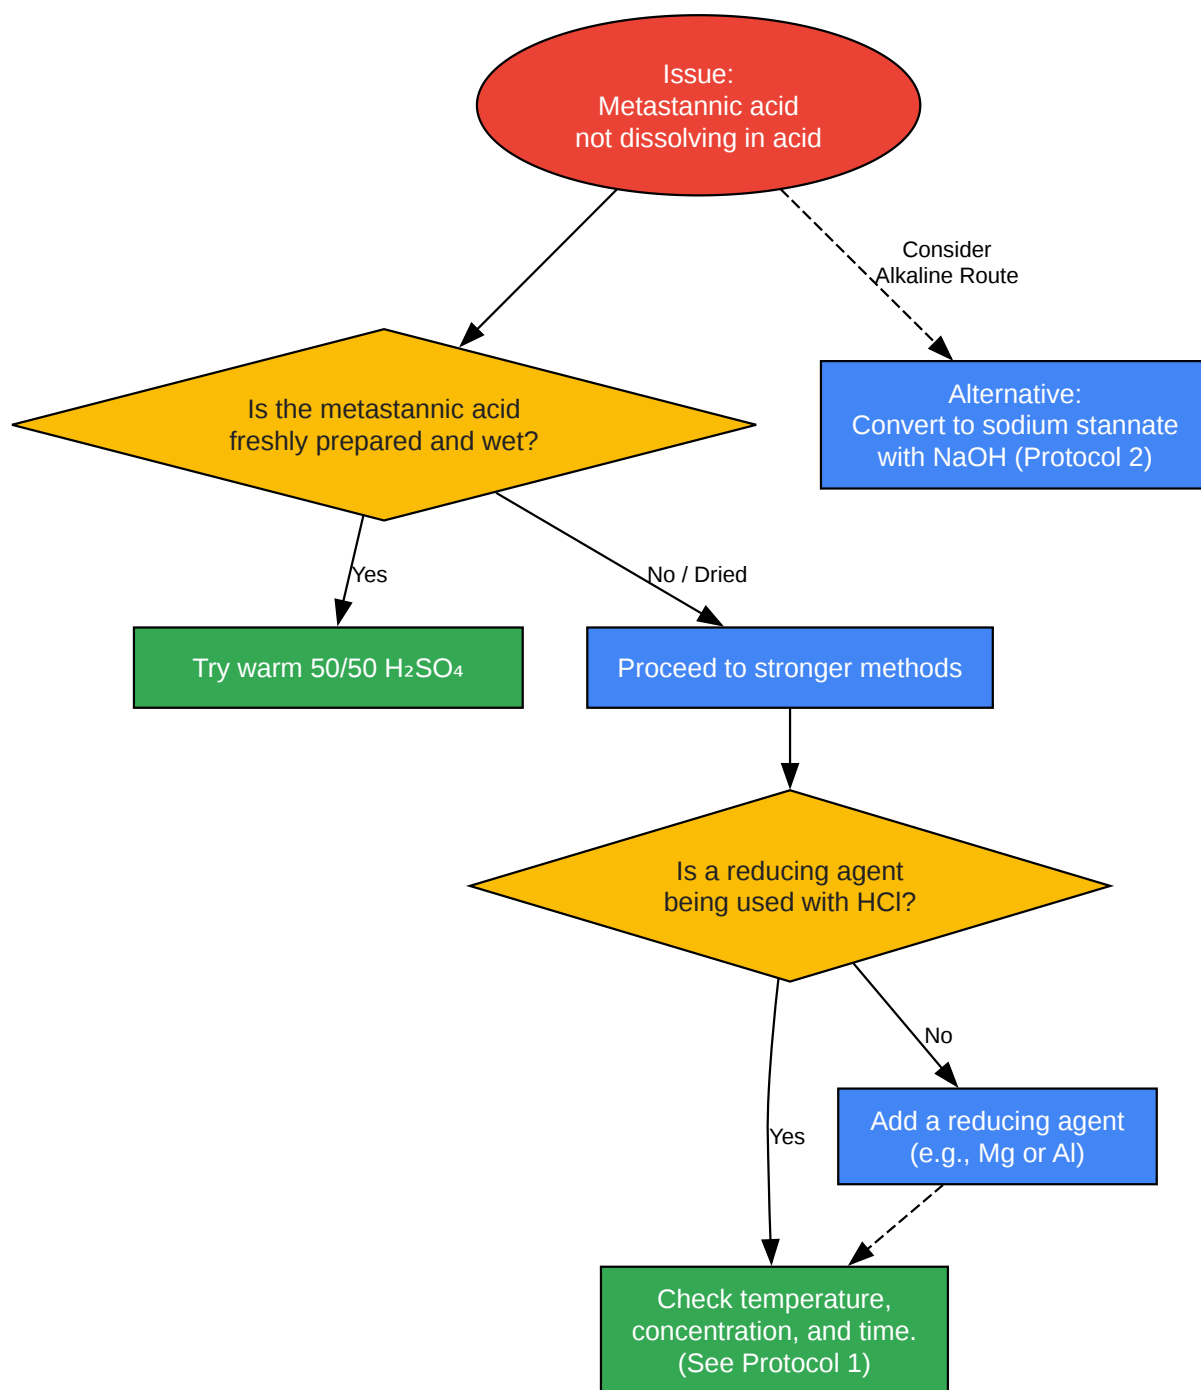 Issue:
Metastannic acid
not dissolving in acid
Consider
Alkaline Route
Is the metastannic acid
freshly prepared and wet?
Alternative:
Convert to sodium stannate
with NaOH (Protocol 2)
Yes
No / Dried
Try warm 50/50 H₂SO₄
Proceed to stronger methods
Is a reducing agent
being used with HCl?
No
Yes
Add a reducing agent
(e.g., Mg or Al)
Check temperature,
concentration, and time.
(See Protocol 1)